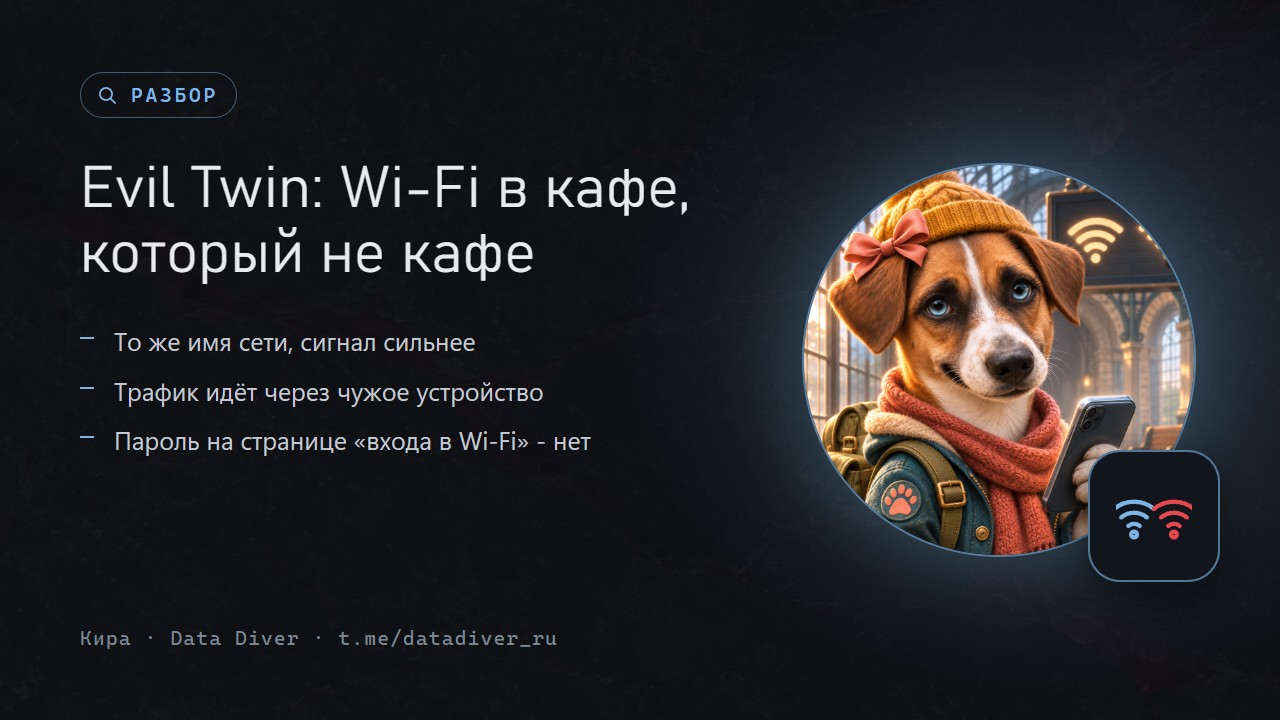 РАЗБОР
Evil Twin: Wi-Fi в кафе,
который не кафе
То же имя сети, сигнал сильнее
Трафик идёт через чужое устройство
Пароль на странице «входа в Wi-Fi» - нет
Кира · Data Diver · t.me/datadiver_ru